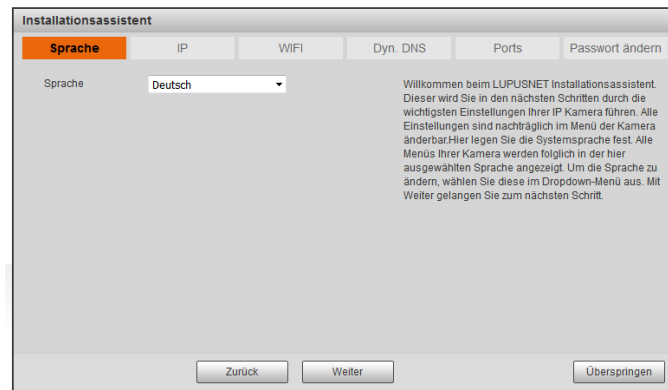 Installationsassistent
Sprache IP WIFI Dyn. DNS Ports Passwort ändern
Sprache Deutsch
Willkommen beim LUPUSNET Installationsassistent.
Dieser wird Sie in den nächsten Schritten durch die
wichtigsten Einstellungen Ihrer IP Kamera führen. Alle
Einstellungen sind nachträglich im Menü der Kamera
änderbar.Hier legen Sie die Systemsprache fest. Alle
Menüs Ihrer Kamera werden folglich in der hier
ausgewählten Sprache angezeigt. Um die Sprache zu
ändern, wählen Sie diese im Dropdown-Menü aus. Mit
Weiter gelangen Sie zum nächsten Schritt.
Zurück Weiter Überspringen